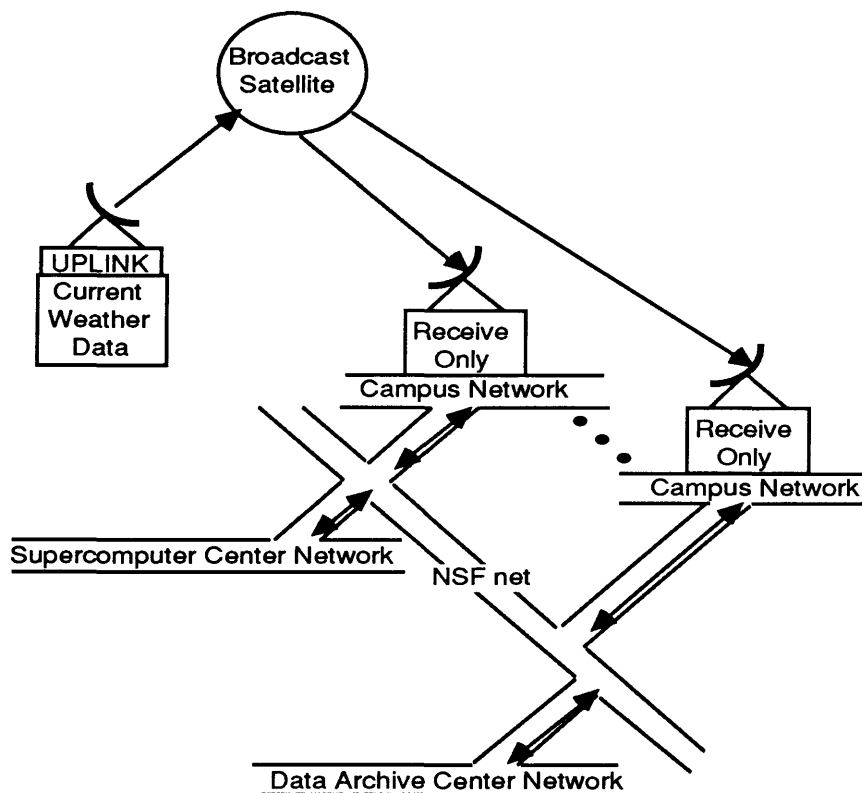 Broadcast
Satellite
UPLINK
Current
Weather
Data
Receive
Only
Campus Network
Receive
Only
Campus Network
Supercomputer Center Network
NSF net
Data Archive Center Network